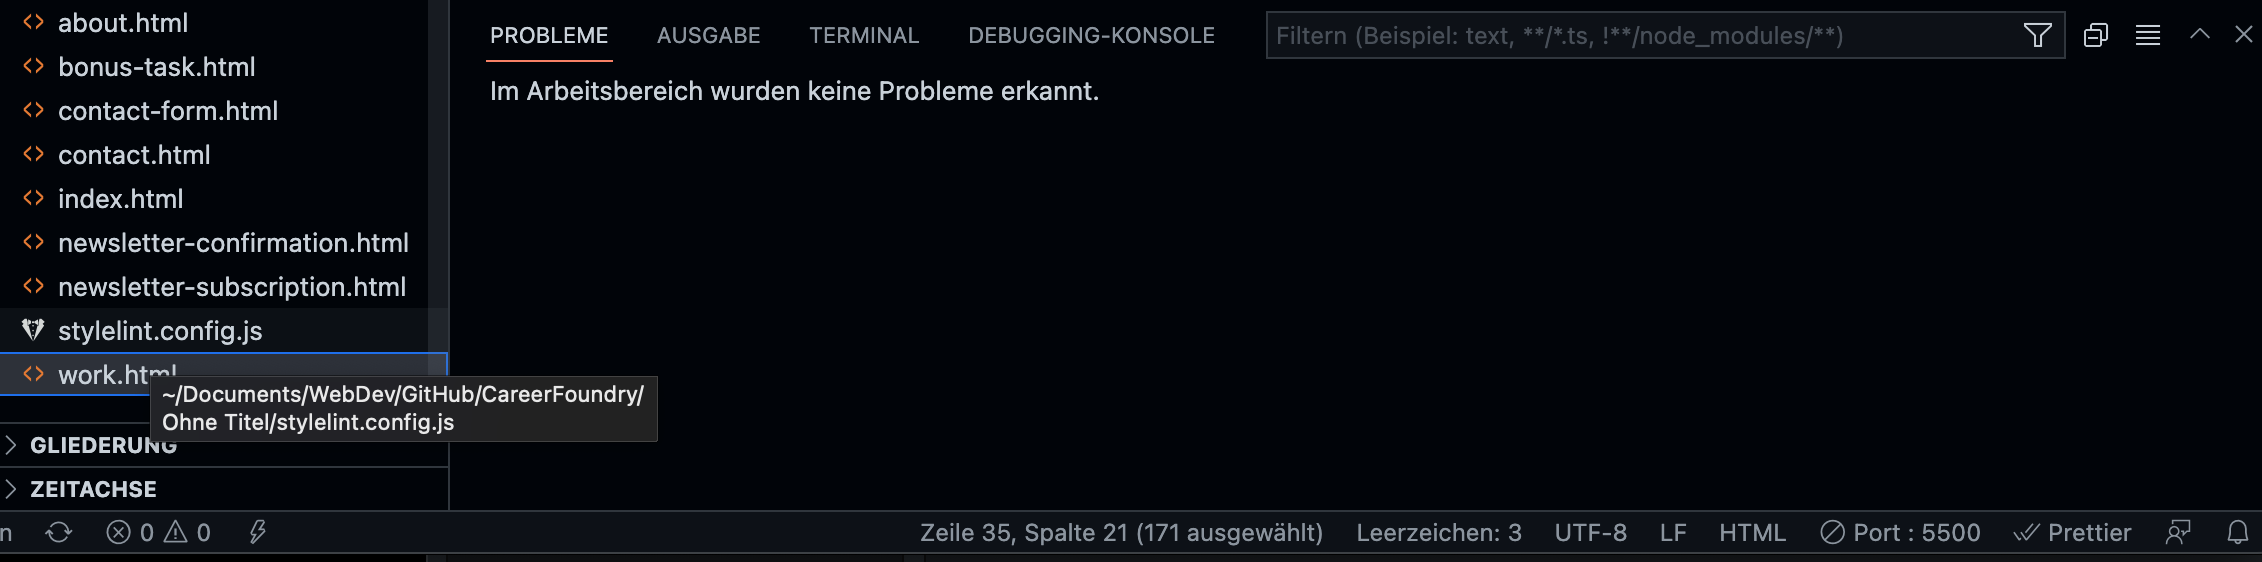 about.html
bonus-task.html
contact-form.html
contact.html
index.html
newsletter-confirmation.html
newsletter-subscription.html
stylelint.config.js
work.html
~/Documents/WebDev/GitHub/CareerFoundry/
Ohne Titel/stylelint.config.js
GLIEDERUNG
ZEITACHSE
PROBLEME AUSGABE TERMINAL DEBUGGING-KONSOLE Filtern (Beispiel: text, **/*.ts, !**/node_modules/**)
Im Arbeitsbereich wurden keine Probleme erkannt.
n 0 0 Zeile 35, Spalte 21 (171 ausgewählt) Leerzeichen: 3 UTF-8 LF HTML Port : 5500 Prettier